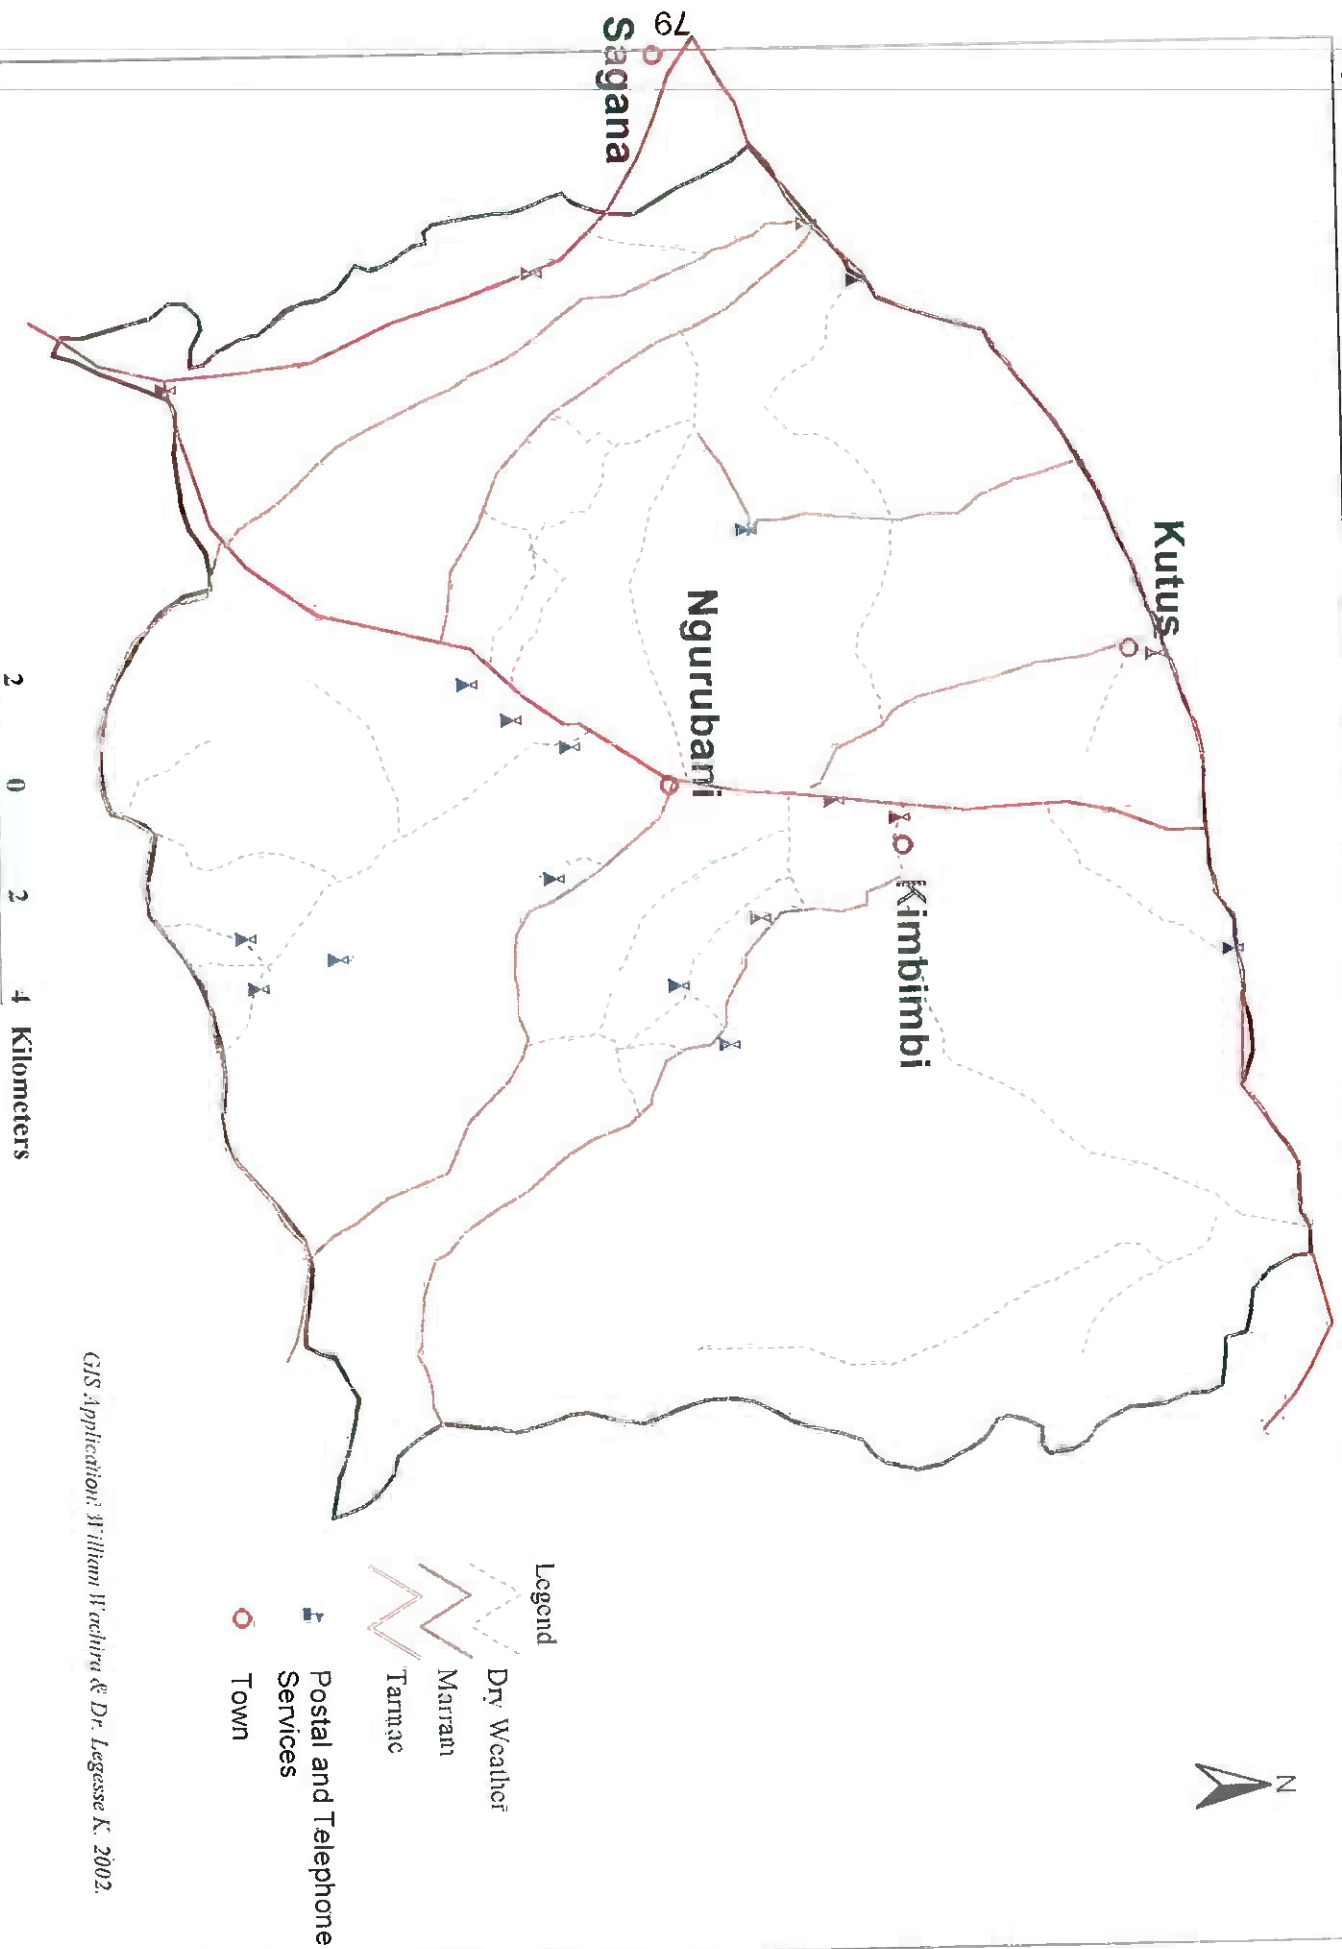 79
Sagana
Kutus
Ngurubani
Kimbimbi
N
Legend
Dry Weather
Marram
Tarmac
Postal and Telephone
Services
Town
2 0 2 4 Kilometers
GIS Application: William Wachira & Dr. Legesse K. 2002.